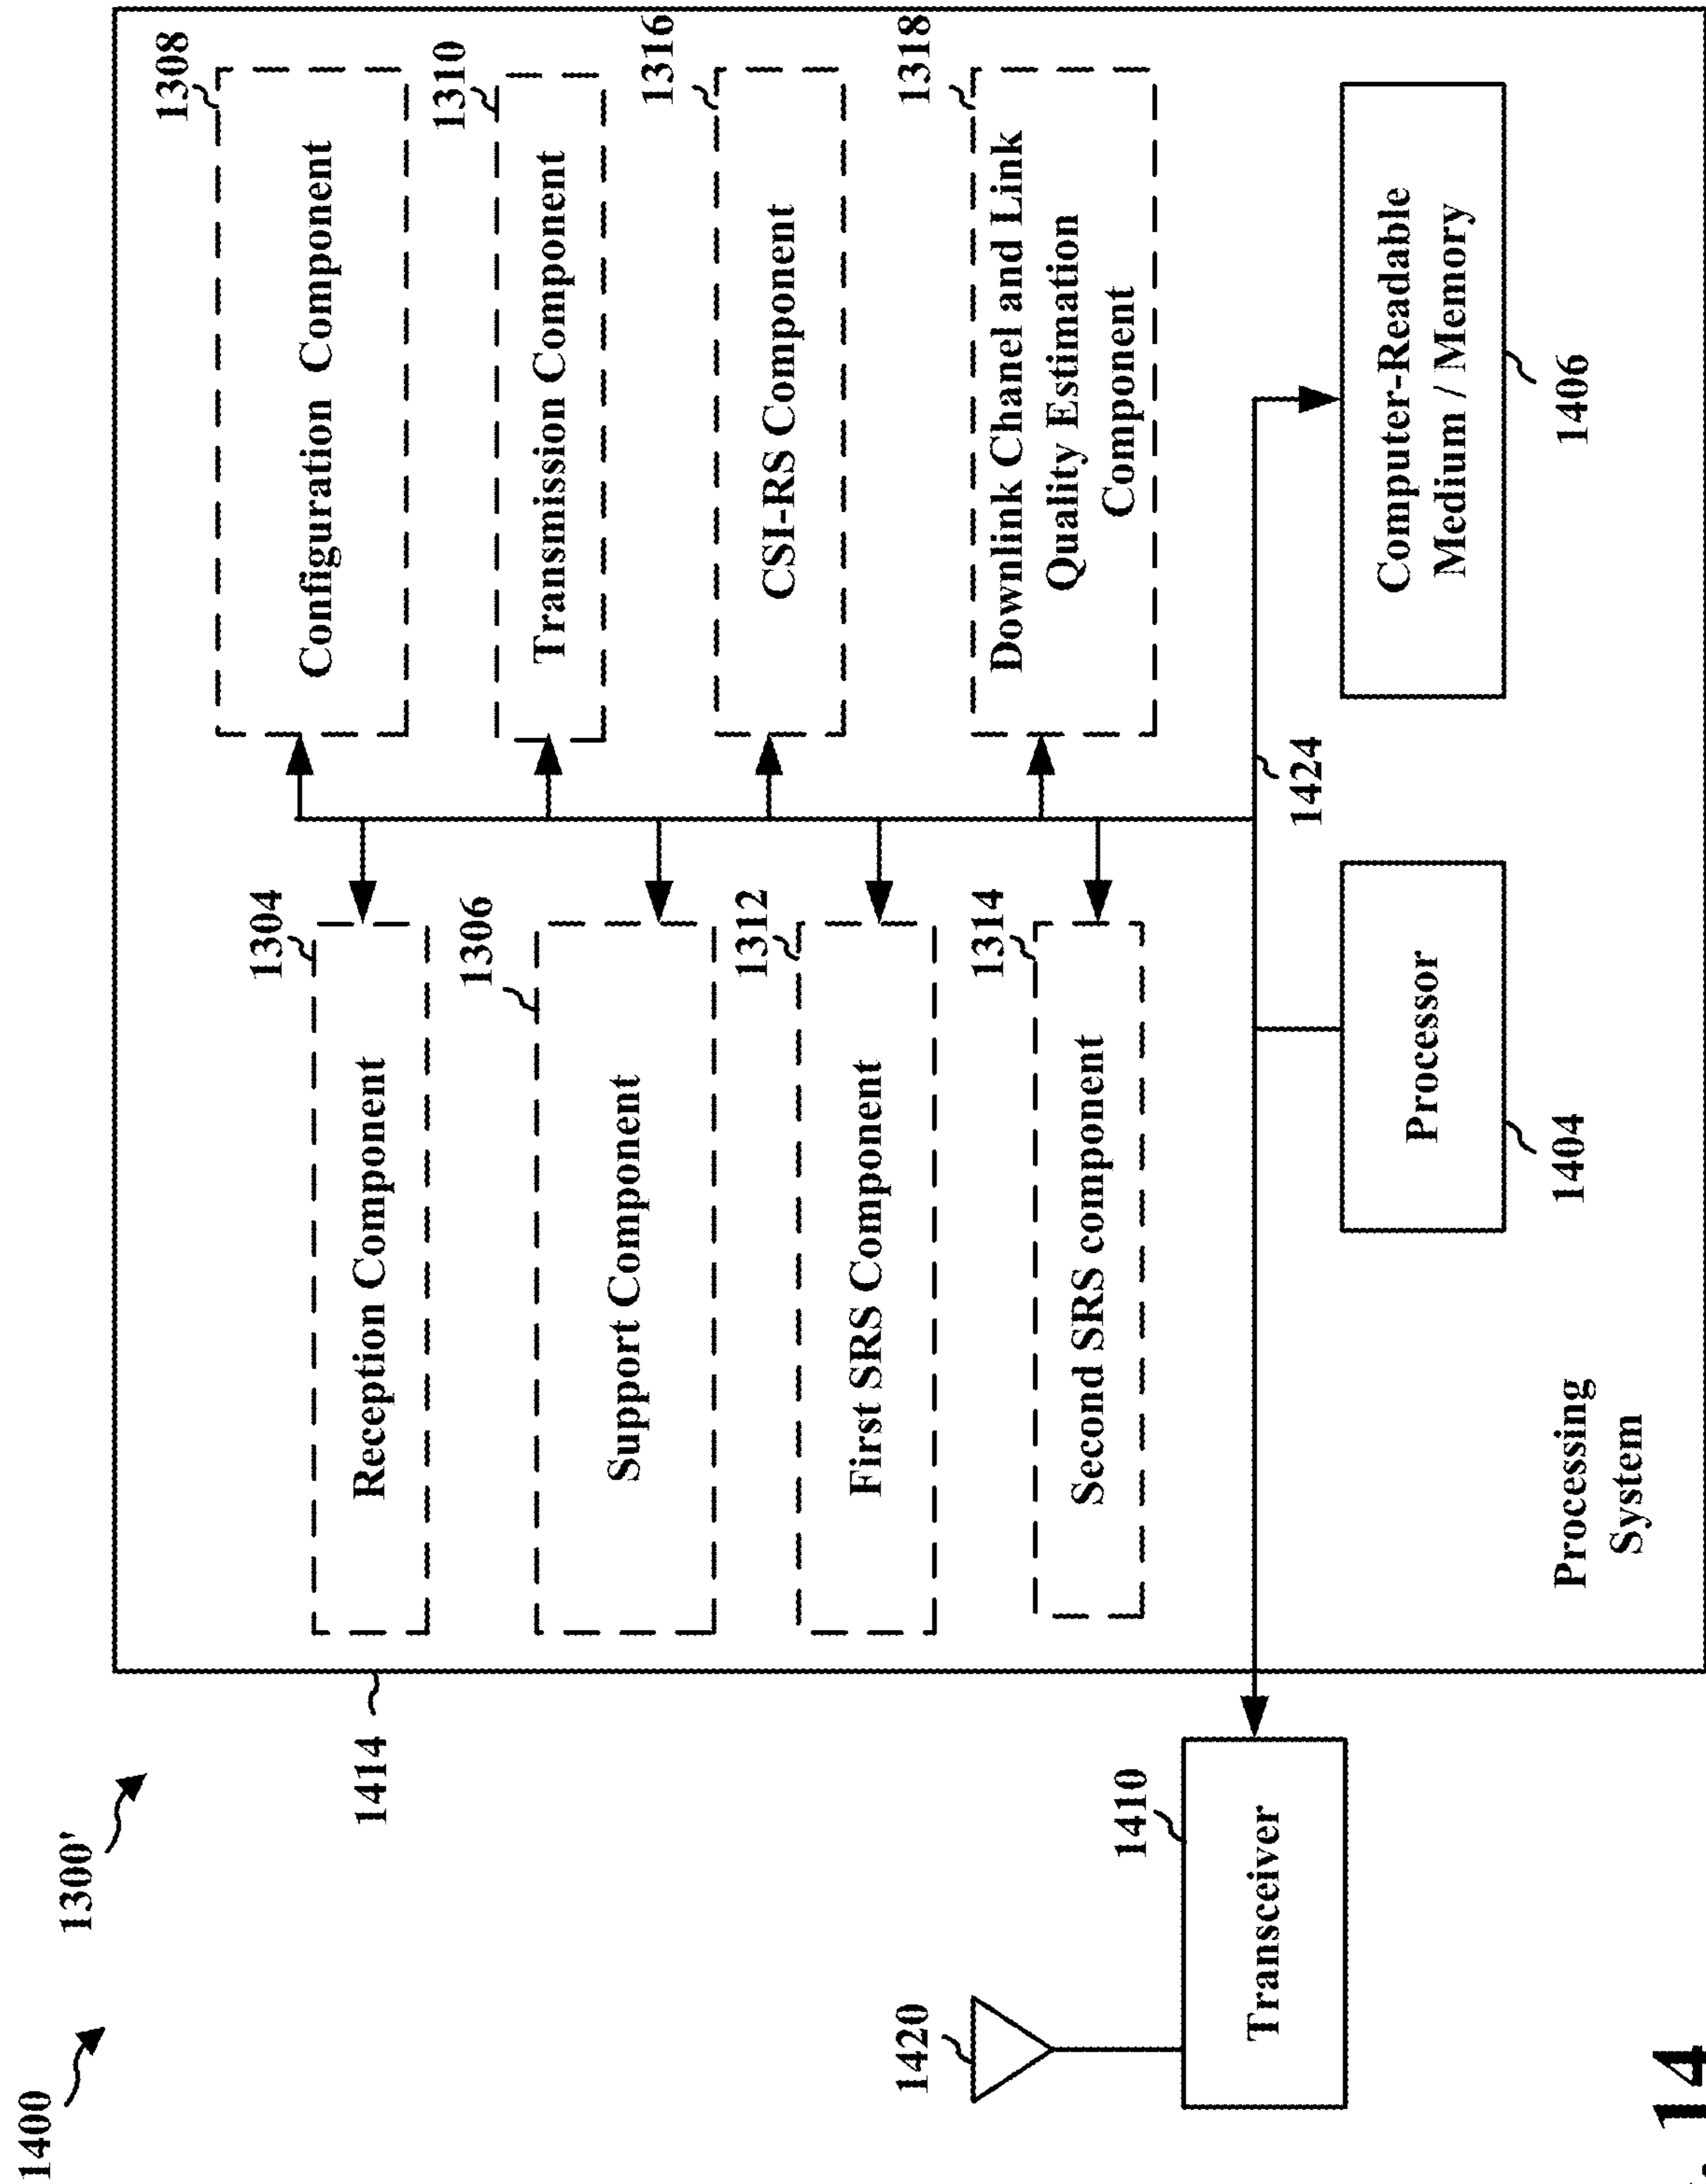 1400
1300'
1414
1304
Reception Component
1308
Configuration Component
1306
Support Component
1310
Transmission Component
1312
First SRS Component
1316
CSI-RS Component
1314
Second SRS component
1318
Downlink Channel and Link
Quality Estimation
Component
1420
1410
Transceiver
1424
Processor
1404
Computer-Readable
Medium / Memory
1406
Processing
System
14